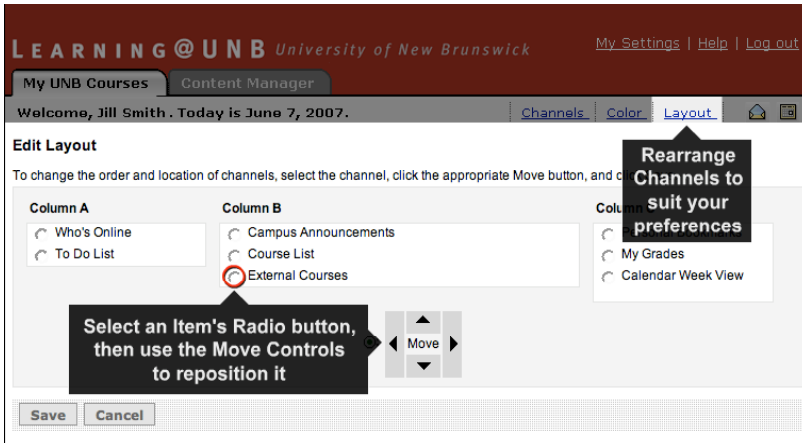 LEARNING@UNB University of New Brunswick
My Settings | Help | Log out
My UNB Courses
Content Manager
Welcome, Jill Smith. Today is June 7, 2007.
Channels
Color
Layout
Edit Layout
Rearrange
Channels to
suit your
preferences
To change the order and location of channels, select the channel, click the appropriate Move button, and
Column A
Who's Online
To Do List
Column B
Campus Announcements
Course List
External Courses
My Grades
Calendar Week View
Select an Item's Radio button,
then use the Move Controls
to reposition it
Move
Save
Cancel